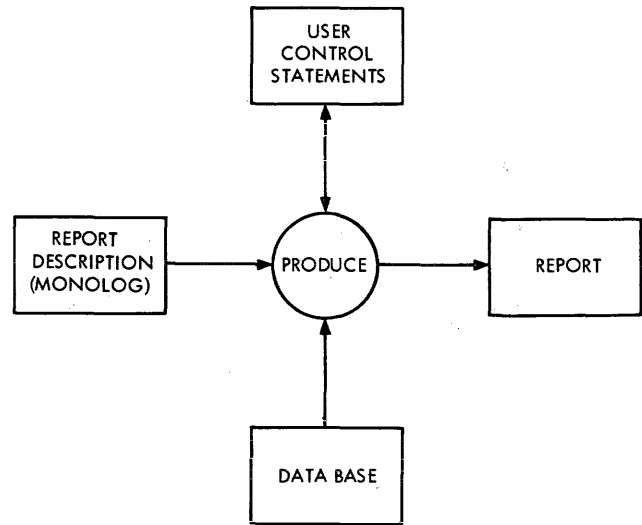 USER
CONTROL
STATEMENTS
REPORT
DESCRIPTION
(MONOLOG)
PRODUCE
REPORT
DATA BASE